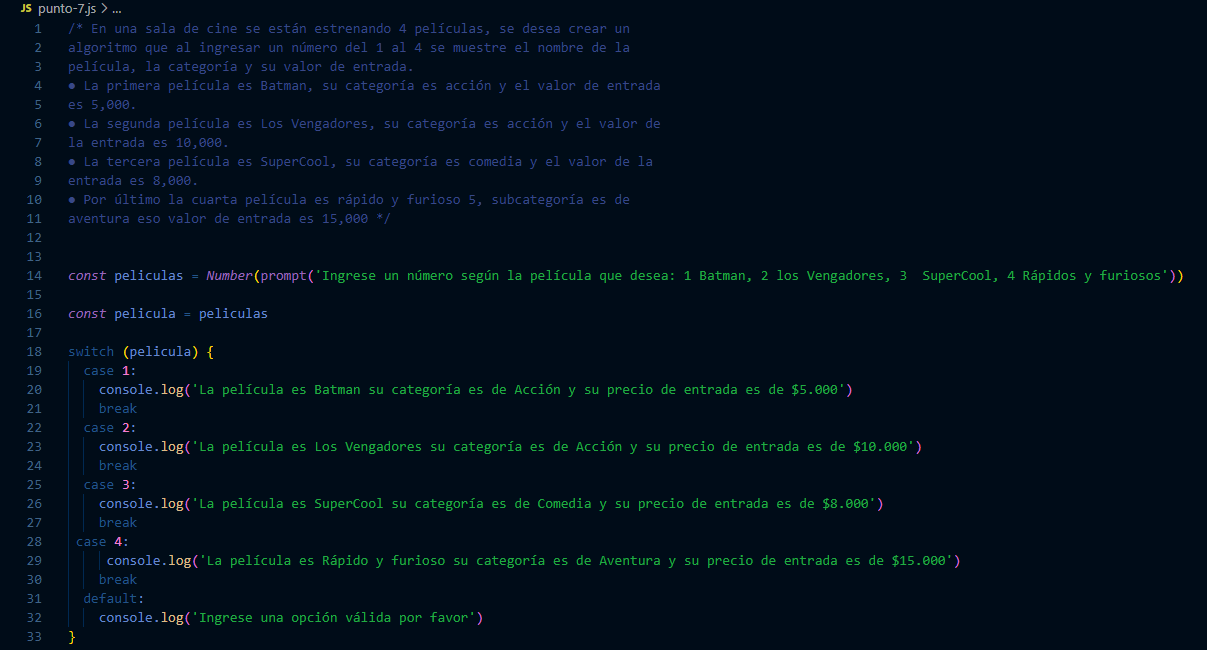 JS punto-7.js > ...
1 /* En una sala de cine se están estrenando 4 películas, se desea crear un
2 algoritmo que al ingresar un número del 1 al 4 se muestre el nombre de la
3 película, la categoría y su valor de entrada.
4 ● La primera película es Batman, su categoría es acción y el valor de entrada
5 es 5,000.
6 ● La segunda película es Los Vengadores, su categoría es acción y el valor de
7 la entrada es 10,000.
8 ● La tercera película es SuperCool, su categoría es comedia y el valor de la
9 entrada es 8,000.
10 ● Por último la cuarta película es rápido y furioso 5, subcategoría es de
11 aventura eso valor de entrada es 15,000 */
12
13
14 const peliculas = Number(prompt('Ingrese un número según la película que desea: 1 Batman, 2 los Vengadores, 3  SuperCool, 4 Rápidos y furiosos'))
15
16 const pelicula = peliculas
17
18 switch (pelicula) {
19   case 1:
20     console.log('La película es Batman su categoría es de Acción y su precio de entrada es de $5.000')
21     break
22   case 2:
23     console.log('La película es Los Vengadores su categoría es de Acción y su precio de entrada es de $10.000')
24     break
25   case 3:
26     console.log('La película es SuperCool su categoría es de Comedia y su precio de entrada es de $8.000')
27     break
28  case 4:
29      console.log('La película es Rápido y furioso su categoría es de Aventura y su precio de entrada es de $15.000')
30     break
31   default:
32     console.log('Ingrese una opción válida por favor')
33 }